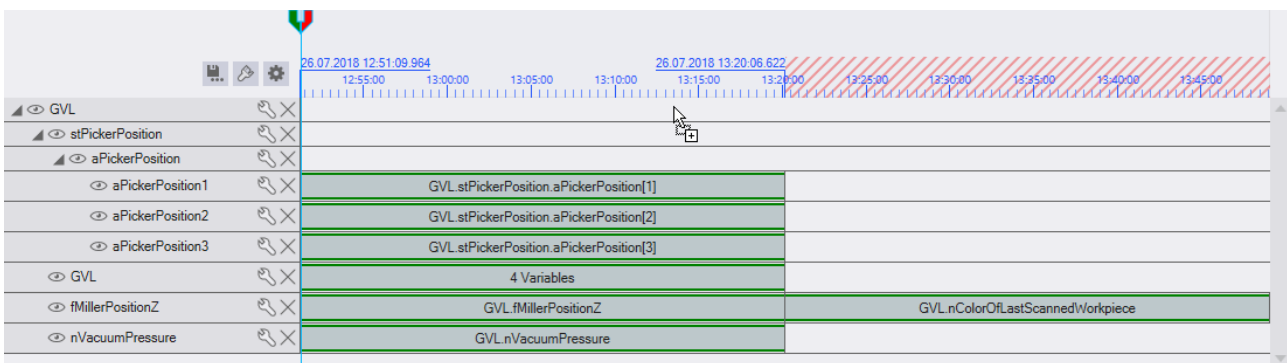 26.07.2018 12:51:09.964 26.07.2018 13:20:06.622
12:55:00 13:00:00 13:05:00 13:10:00 13:15:00 13:20:00 13:25:00 13:30:00 13:35:00 13:40:00 13:45:00
GVL
stPickerPosition
aPickerPosition
aPickerPosition1 GVL.stPickerPosition.aPickerPosition[1]
aPickerPosition2 GVL.stPickerPosition.aPickerPosition[2]
aPickerPosition3 GVL.stPickerPosition.aPickerPosition[3]
GVL 4 Variables
fMillerPositionZ GVL.fMillerPositionZ GVL.nColorOfLastScannedWorkpiece
nVacuumPressure GVL.nVacuumPressure